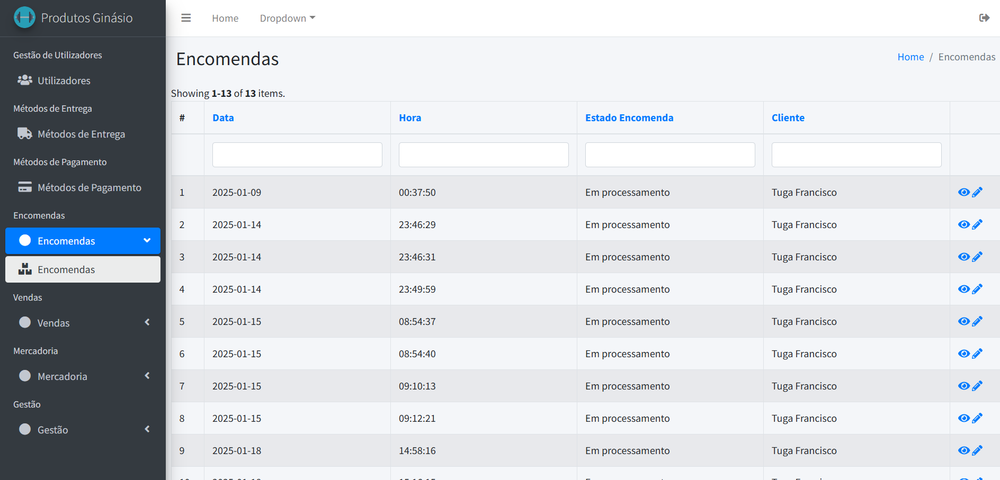 Produtos Ginásio
Gestão de Utilizadores
Utilizadores
Métodos de Entrega
Métodos de Entrega
Métodos de Pagamento
Métodos de Pagamento
Encomendas
Encomendas
Encomendas
Vendas
Vendas
Mercadoria
Mercadoria
Gestão
Gestão
Home Dropdown
Encomendas
Home / Encomendas
Showing 1-13 of 13 items.
# Data Hora Estado Encomenda Cliente
1 2025-01-09 00:37:50 Em processamento Tuga Francisco
2 2025-01-14 23:46:29 Em processamento Tuga Francisco
3 2025-01-14 23:46:31 Em processamento Tuga Francisco
4 2025-01-14 23:49:59 Em processamento Tuga Francisco
5 2025-01-15 08:54:37 Em processamento Tuga Francisco
6 2025-01-15 08:54:40 Em processamento Tuga Francisco
7 2025-01-15 09:10:13 Em processamento Tuga Francisco
8 2025-01-15 09:12:21 Em processamento Tuga Francisco
9 2025-01-18 14:58:16 Em processamento Tuga Francisco